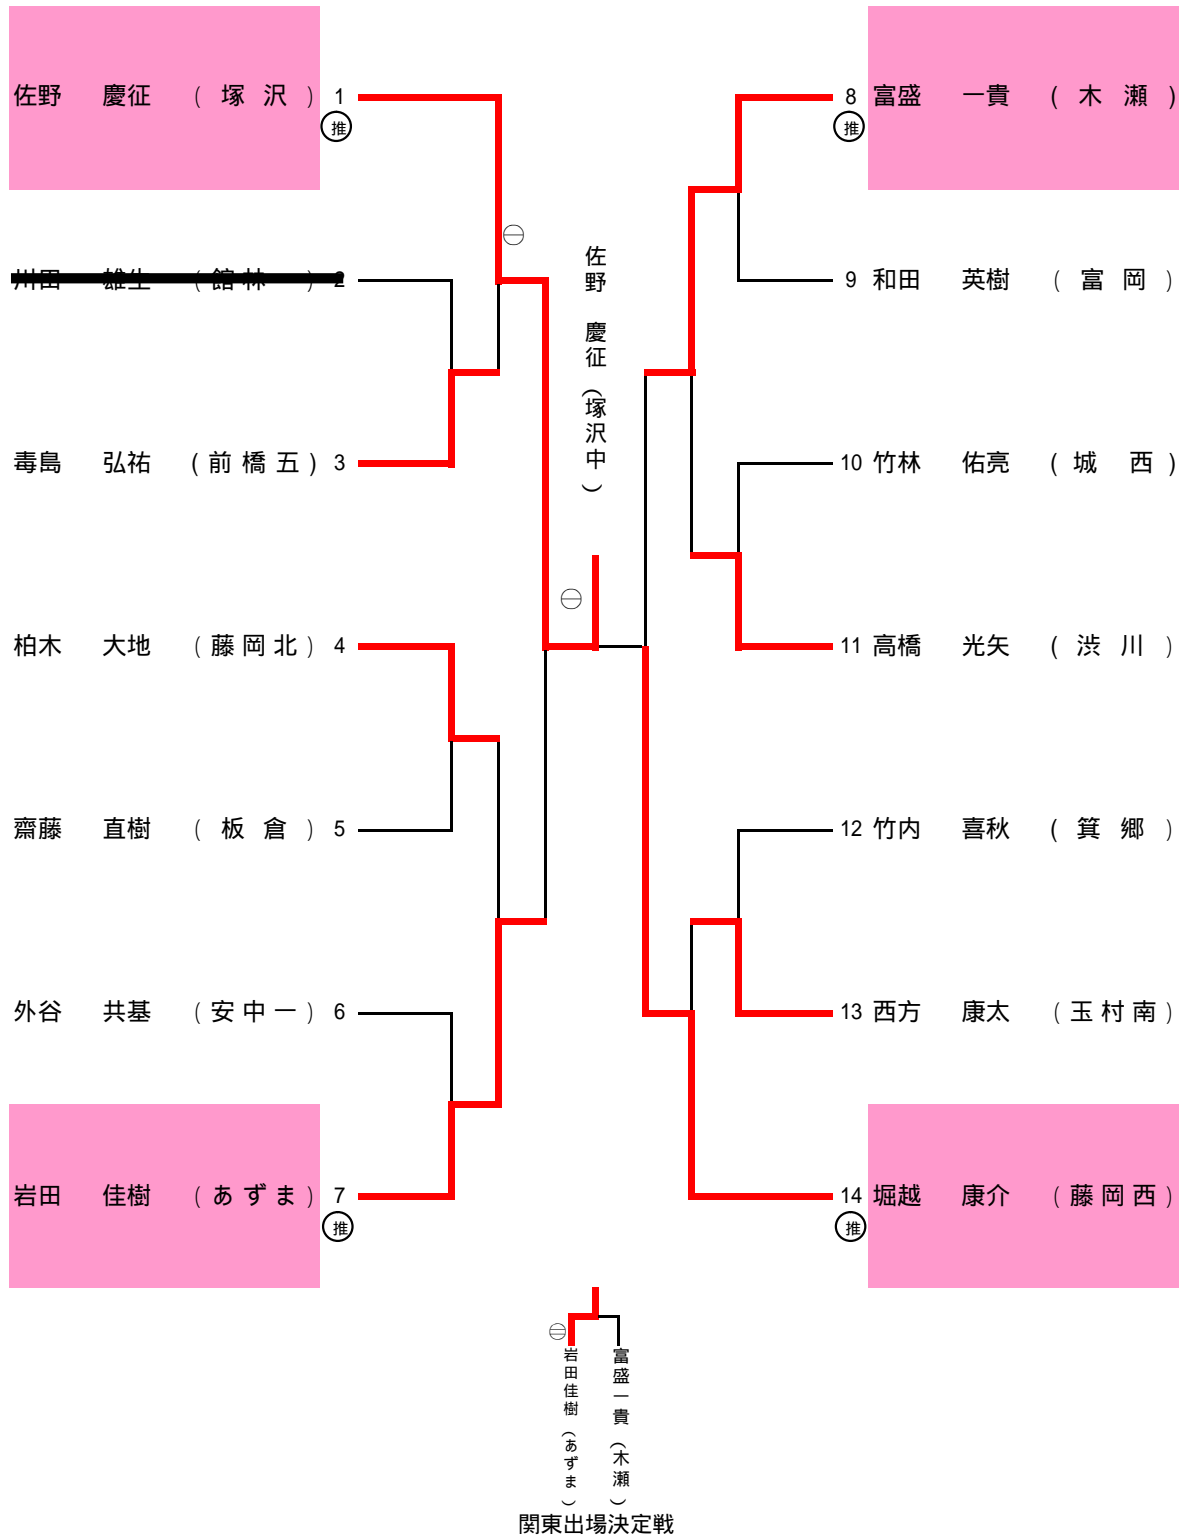 佐野 慶征 (塚沢) 1
推
川田 雄生 (館林) 2
毒島 弘祐 (前橋五) 3
柏木 大地 (藤岡北) 4
齋藤 直樹 (板倉) 5
外谷 共基 (安中一) 6
岩田 佳樹 (あずま) 7
推
佐野 慶征 (塚沢中)
8 富盛 一貴 (木瀬)
推
9 和田 英樹 (富岡)
10 竹林 佑亮 (城西)
11 高橋 光矢 (渋川)
12 竹内 喜秋 (箕郷)
13 西方 康太 (玉村南)
14 堀越 康介 (藤岡西)
推
岩田佳樹 (あずま)
富盛一貴 (木瀬)
関東出場決定戦